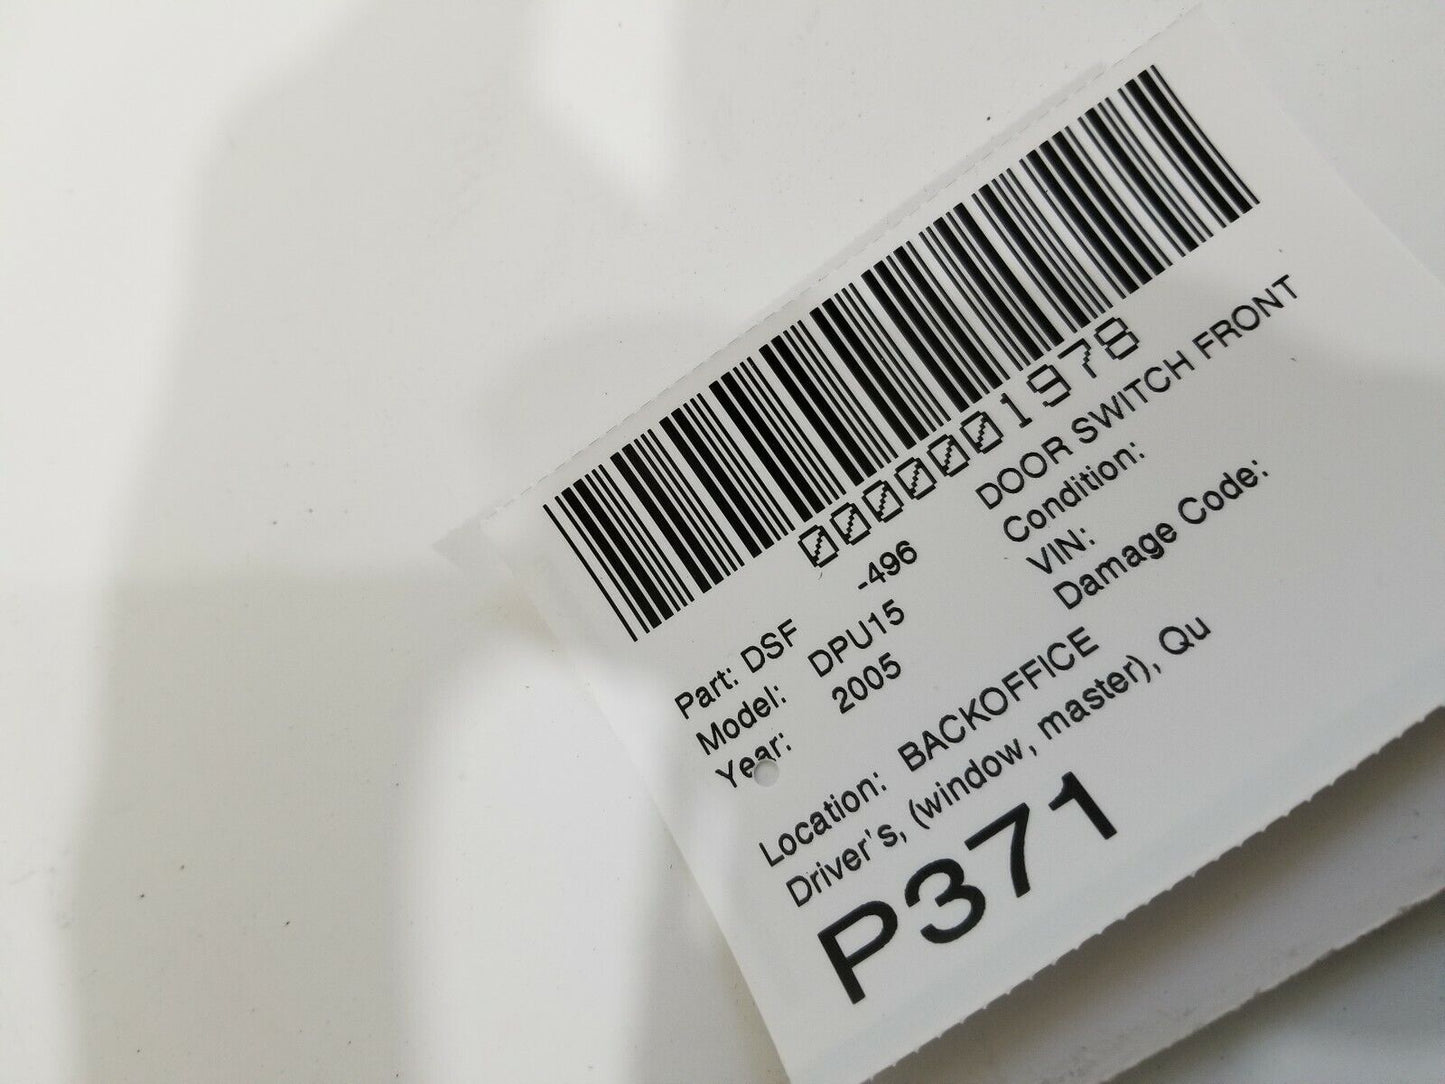 0000001978
Part: DSF -496 DOOR SWITCH FRONT
Model: DPU15 Condition:
Year: 2005 VIN:
Damage Code:
Location: BACKOFFICE
Driver's, (window, master), Qu
P371